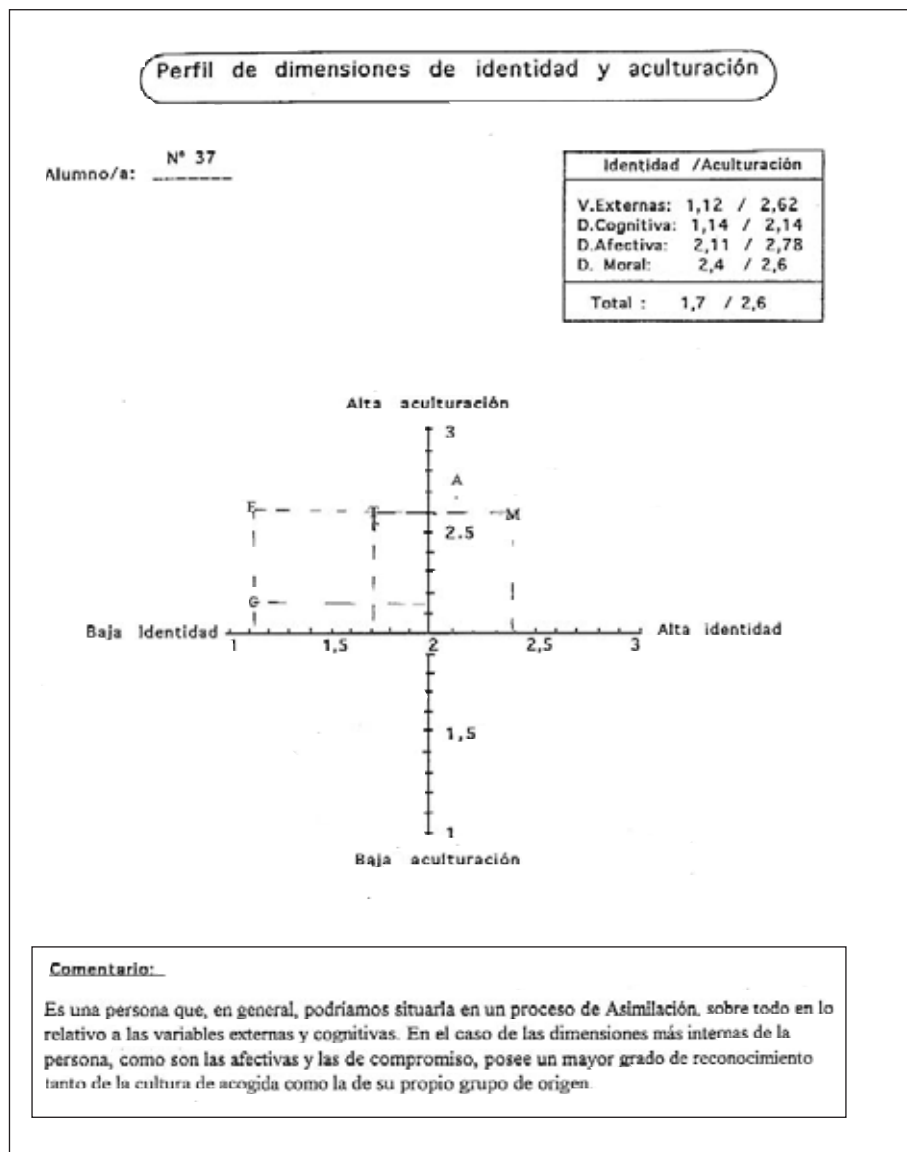 Perfil de dimensiones de identidad y aculturación
Alumno/a: Nº 37
Identidad /Aculturación
V.Externas: 1,12 / 2,62
D.Cognitiva: 1,14 / 2,14
D.Afectiva: 2,11 / 2,78
D. Moral: 2,4 / 2,6
Total : 1,7 / 2,6
Alta aculturación
3
A
E T M
2.5
C
Baja Identidad Alta identidad
1 1,5 2 2,5 3
1,5
1
Baja aculturación
Comentario:
Es una persona que, en general, podríamos situarla en un proceso de Asimilación, sobre todo en lo
relativo a las variables externas y cognitivas. En el caso de las dimensiones más internas de la
persona, como son las afectivas y las de compromiso, posee un mayor grado de reconocimiento
tanto de la cultura de acogida como la de su propio grupo de origen.